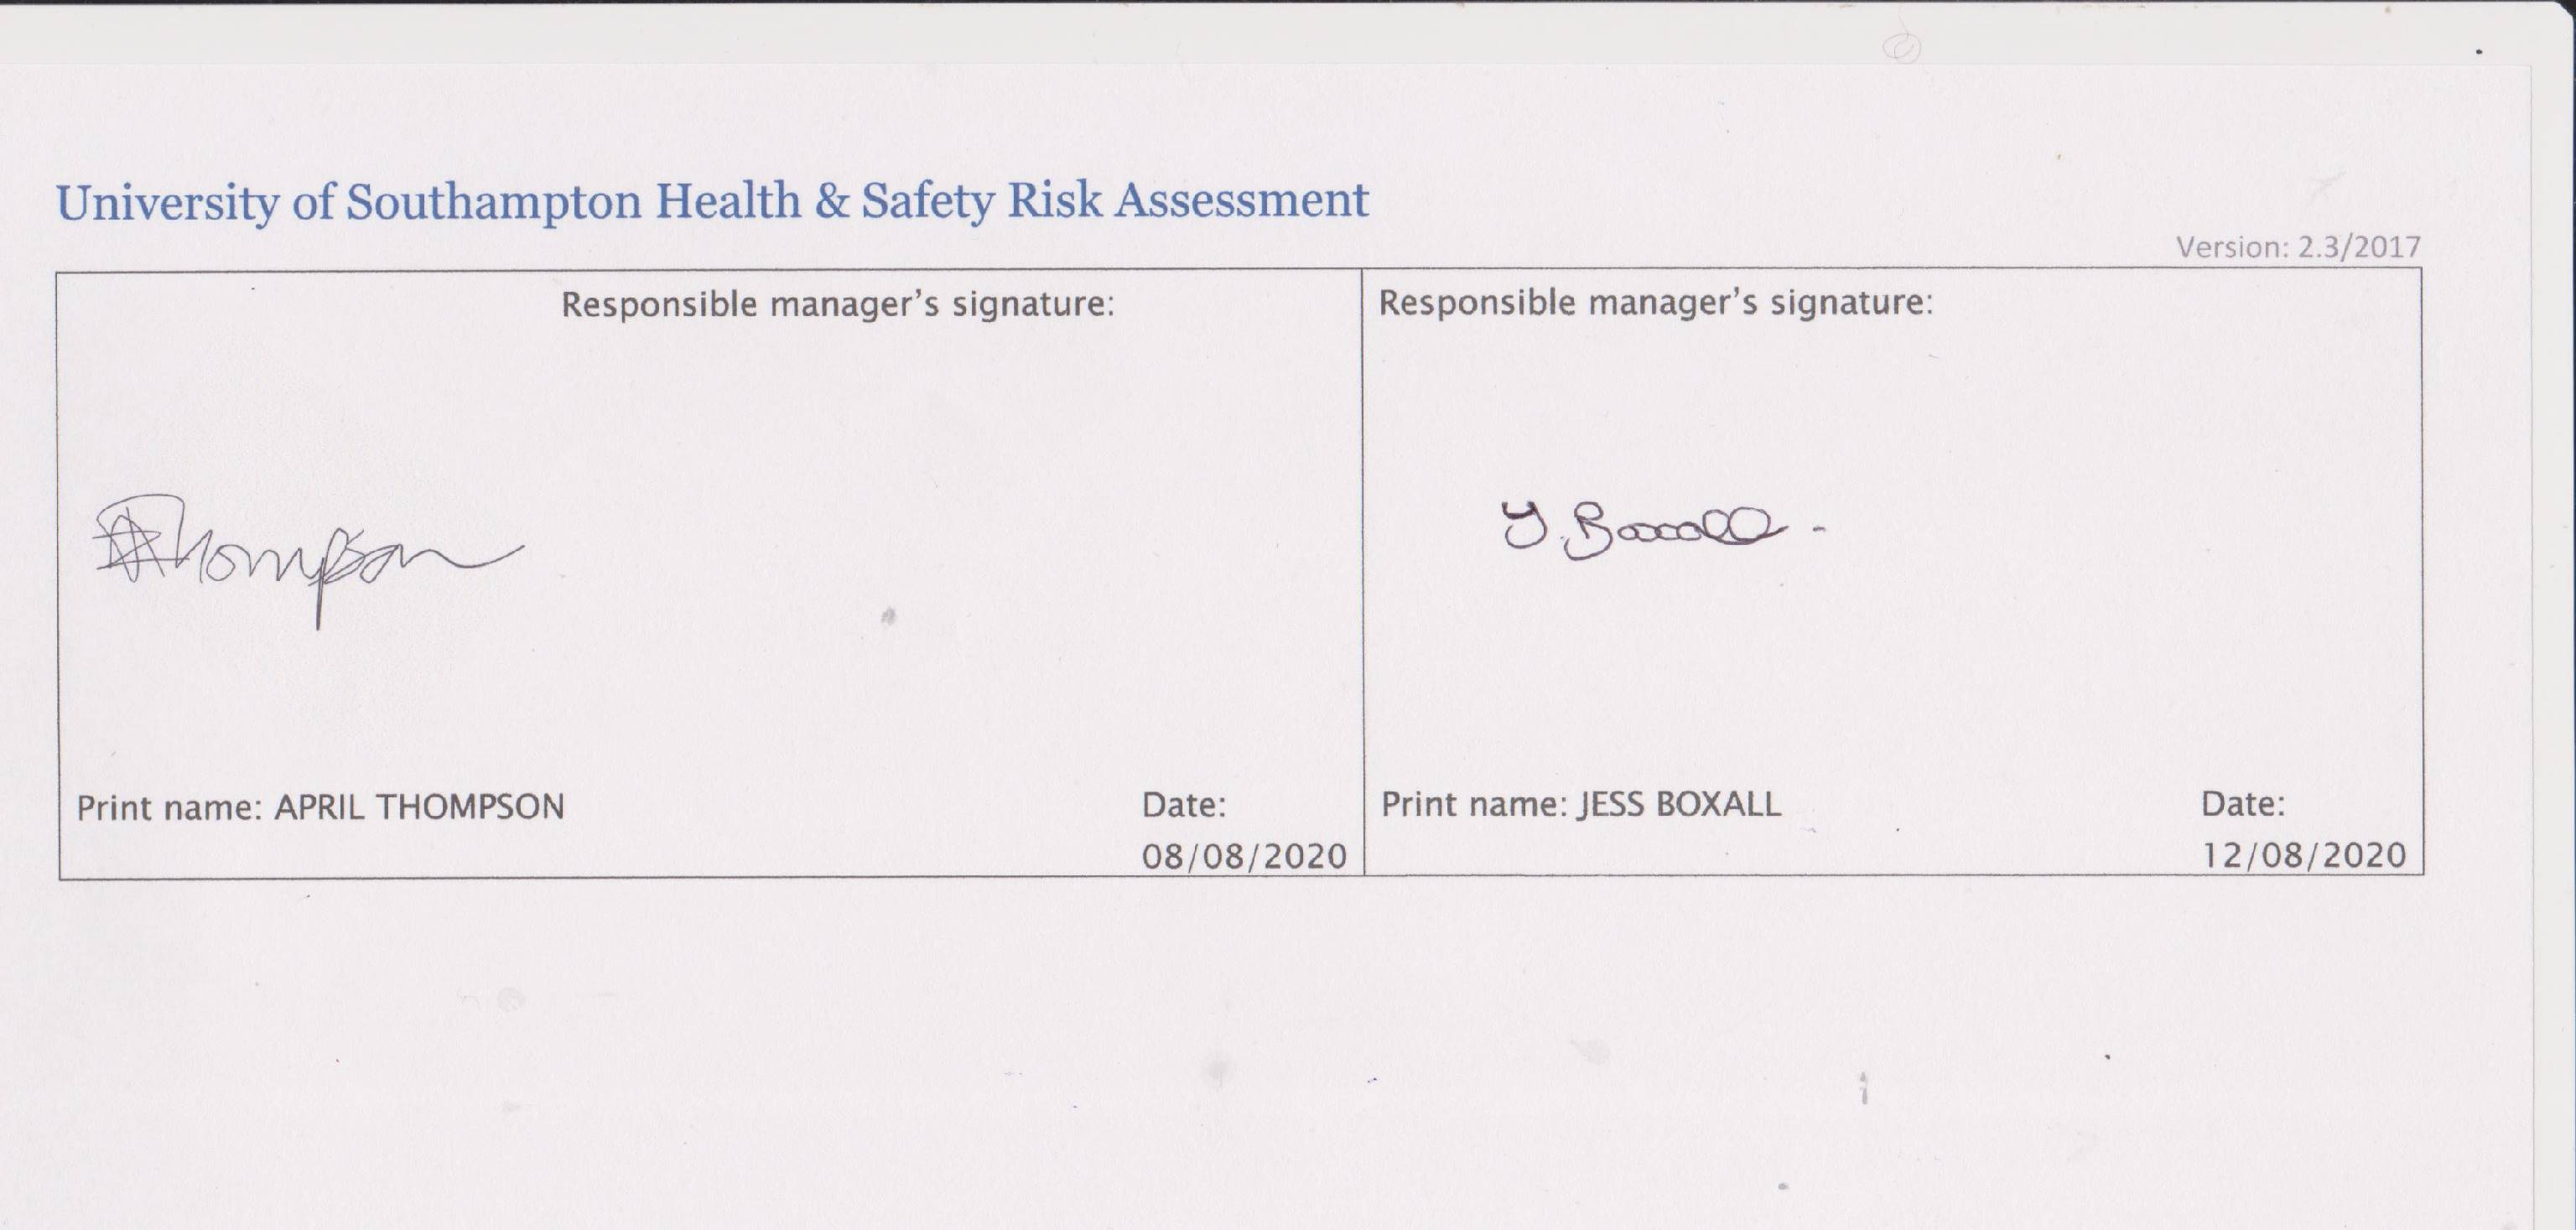 University of Southampton Health & Safety Risk Assessment
Version: 2.3/2017
Responsible manager's signature:
Thompson
Print name: APRIL THOMPSON
Date:
08/08/2020
Responsible manager's signature:
J. Boxall
Print name: JESS BOXALL
Date:
12/08/2020